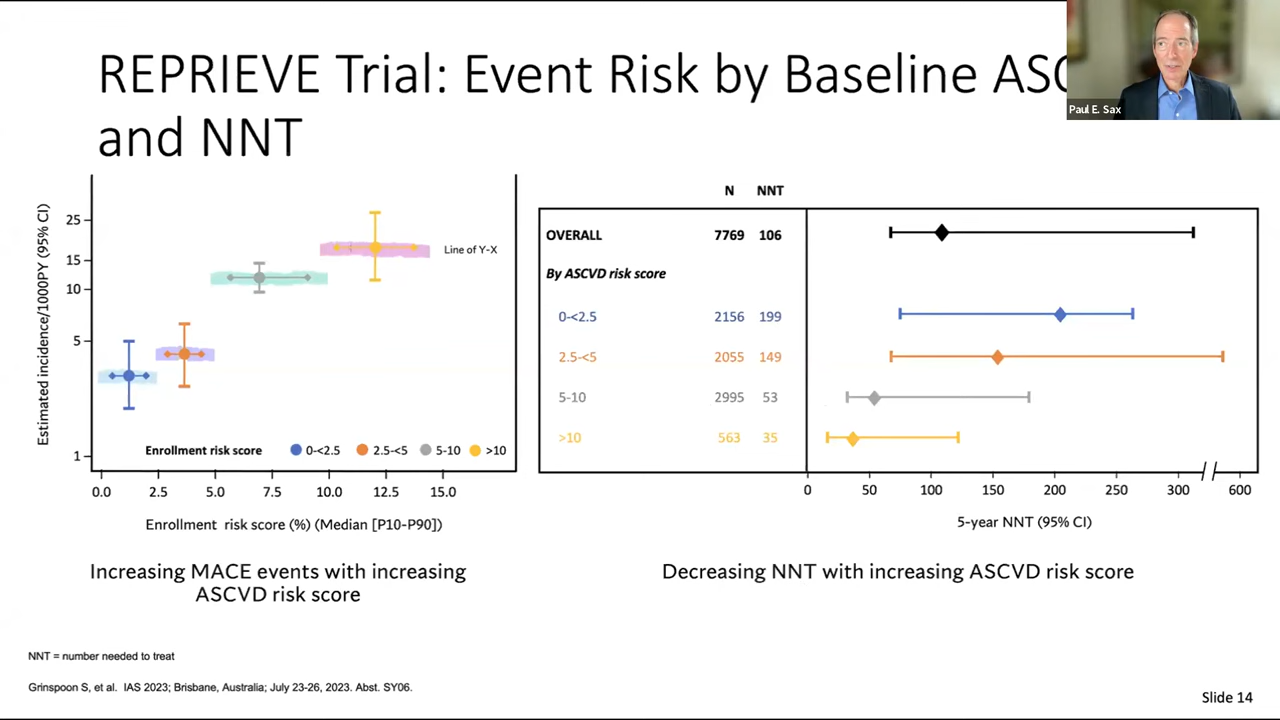 REPRIEVE Trial: Event Risk by Baseline
and NNT
Paul E. Sax
Estimated incidence/1000PY (95% CI)
25
15
10
5
1
Line of Y-X
Enrollment risk score
0-<2.5
2.5-<5
5-10
>10
0.0 2.5 5.0 7.5 10.0 12.5 15.0
Enrollment risk score (%) (Median [P10-P90])
Increasing MACE events with increasing
ASCVD risk score
N NNT
OVERALL 7769 106
By ASCVD risk score
0-<2.5 2156 199
2.5-<5 2055 149
5-10 2995 53
>10 563 35
0 50 100 150 200 250 300 600
5-year NNT (95% CI)
Decreasing NNT with increasing ASCVD risk score
NNT = number needed to treat
Grinspoon S, et al. IAS 2023; Brisbane, Australia; July 23-26, 2023. Abst. SY06.
Slide 14